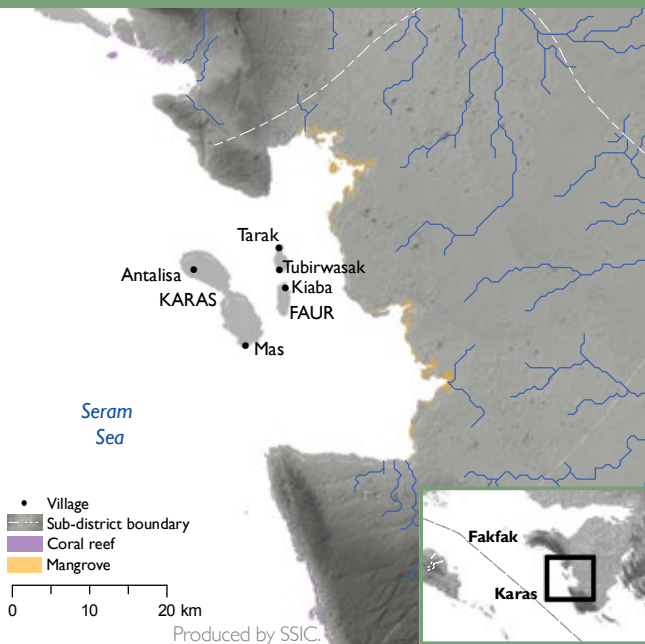 Tarak
Tubirwasak
Antalisa
Kiaba
KARAS
FAUR
Mas
Seram
Sea
Village
Sub-district boundary
Coral reef
Mangrove
0 10 20 km
Fakfak
Karas
Produced by SSIC.